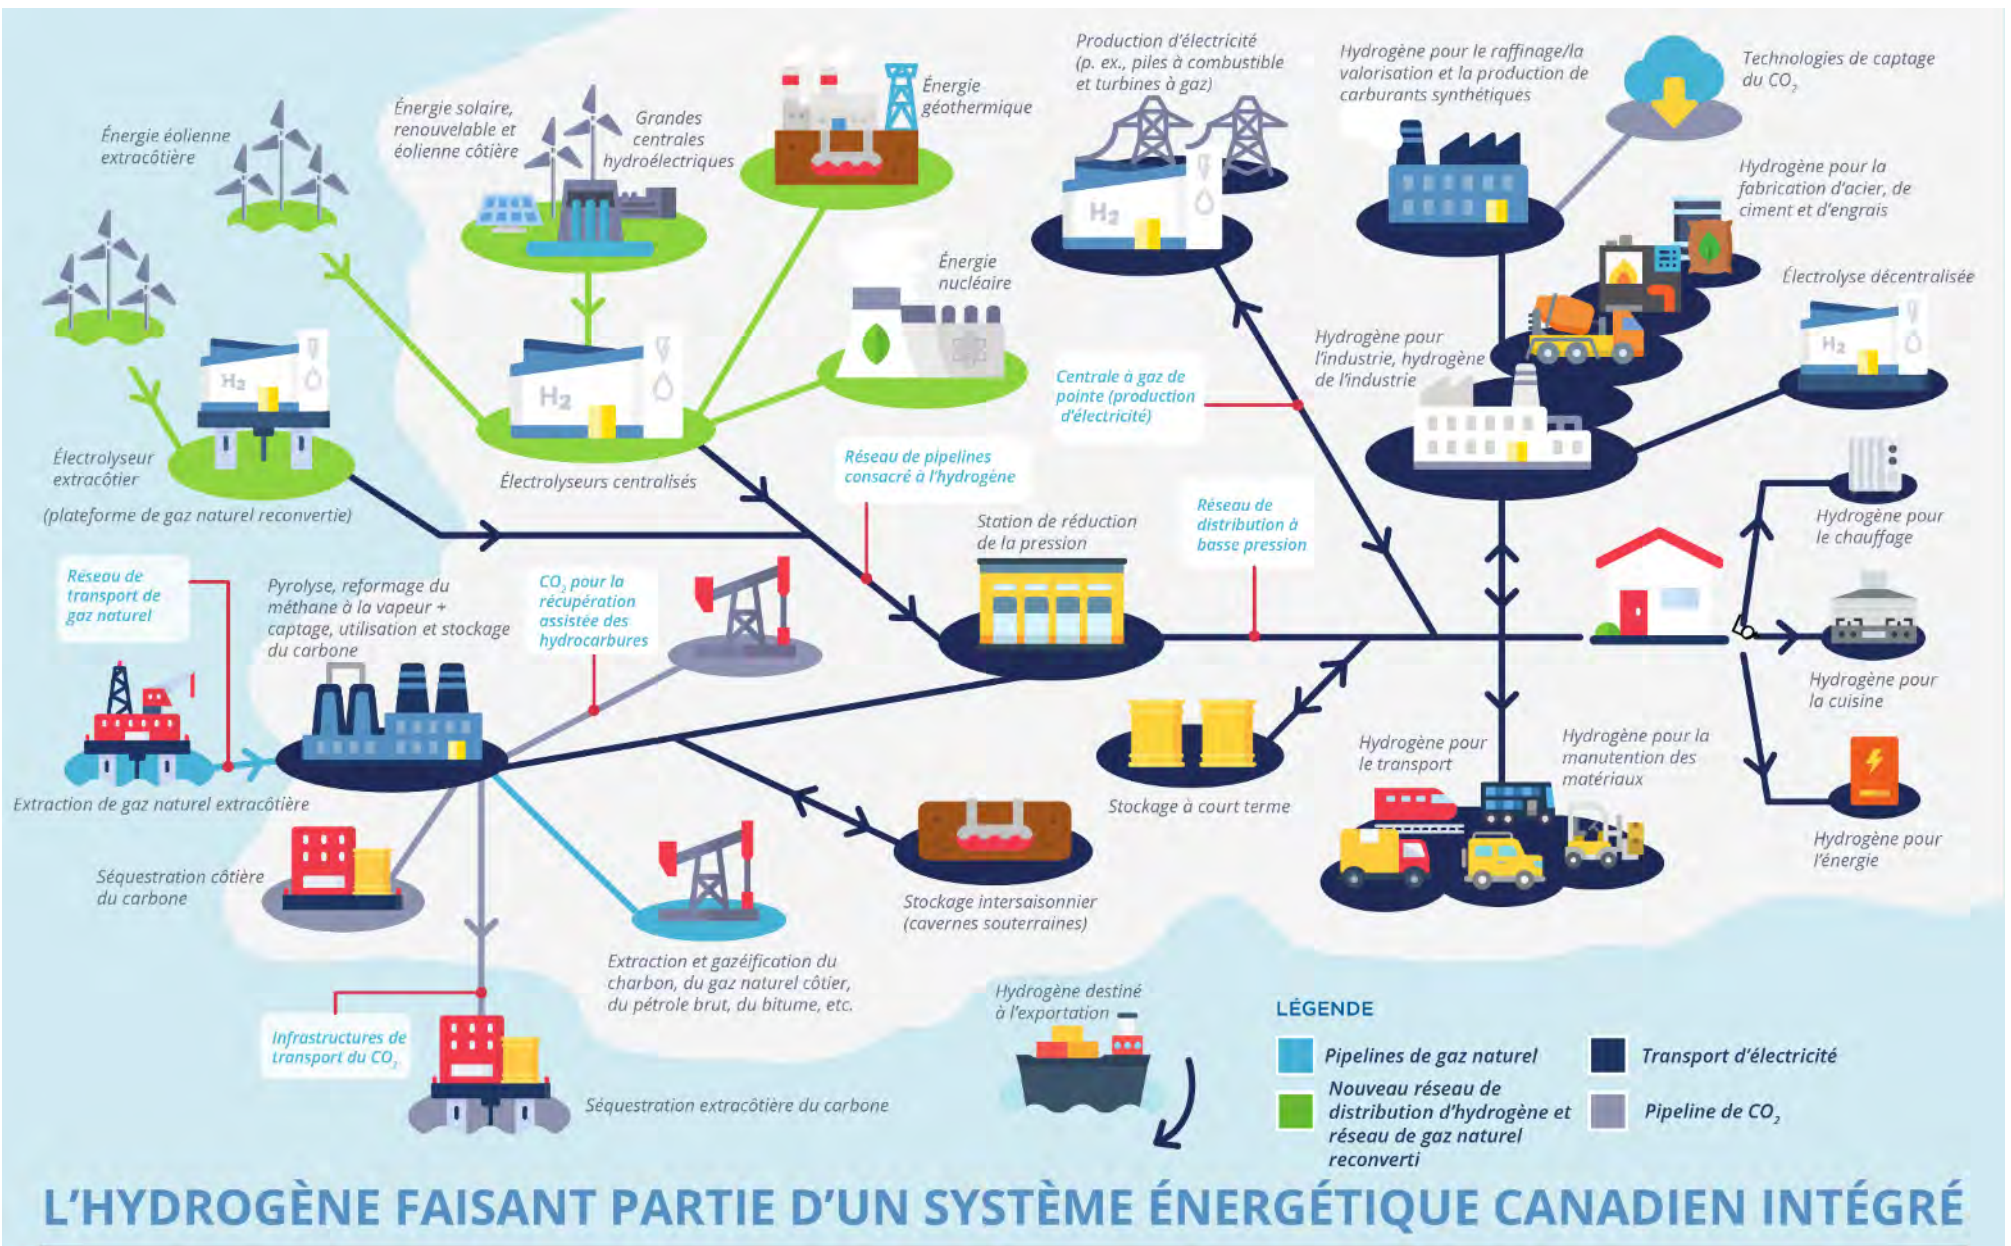 Énergie éolienne
extracôtière
Énergie solaire,
renouvelable et
éolienne côtière
Grandes
centrales
hydroélectriques
Énergie
géothermique
Production d'électricité
(p. ex., piles à combustible
et turbines à gaz)
Hydrogène pour le raffinage/la
valorisation et la production de
carburants synthétiques
Technologies de captage
du CO₂
Hydrogène pour la
fabrication d'acier, de
ciment et d'engrais
H₂
Énergie
nucléaire
Électrolyse décentralisée
H₂
H₂
H₂
Hydrogène pour
l'industrie, hydrogène
de l'industrie
Centrale à gaz de
pointe (production
d'électricité)
Électrolyseur
extracôtier
(plateforme de gaz naturel reconvertie)
Électrolyseurs centralisés
Réseau de pipelines
consacré à l'hydrogène
Station de réduction
de la pression
Réseau de
distribution à
basse pression
Hydrogène pour
le chauffage
Réseau de
transport de
gaz naturel
Pyrolyse, reformage du
méthane à la vapeur +
captage, utilisation et stockage
du carbone
CO₂ pour la
récupération
assistée des
hydrocarbures
Hydrogène pour
la cuisine
Extraction de gaz naturel extracôtière
Stockage à court terme
Hydrogène pour
le transport
Hydrogène pour la
manutention des
matériaux
Hydrogène pour
l'énergie
Séquestration côtière
du carbone
Stockage intersaisonnier
(cavernes souterraines)
Extraction et gazéification du
charbon, du gaz naturel côtier,
du pétrole brut, du bitume, etc.
Infrastructures de
transport du CO₂
Séquestration extracôtière du carbone
Hydrogène destiné
à l'exportation
LÉGENDE
Pipelines de gaz naturel
Nouveau réseau de
distribution d'hydrogène et
réseau de gaz naturel
reconverti
Transport d'électricité
Pipeline de CO₂
L'HYDROGÈNE FAISANT PARTIE D'UN SYSTÈME ÉNERGÉTIQUE CANADIEN INTÉGRÉ